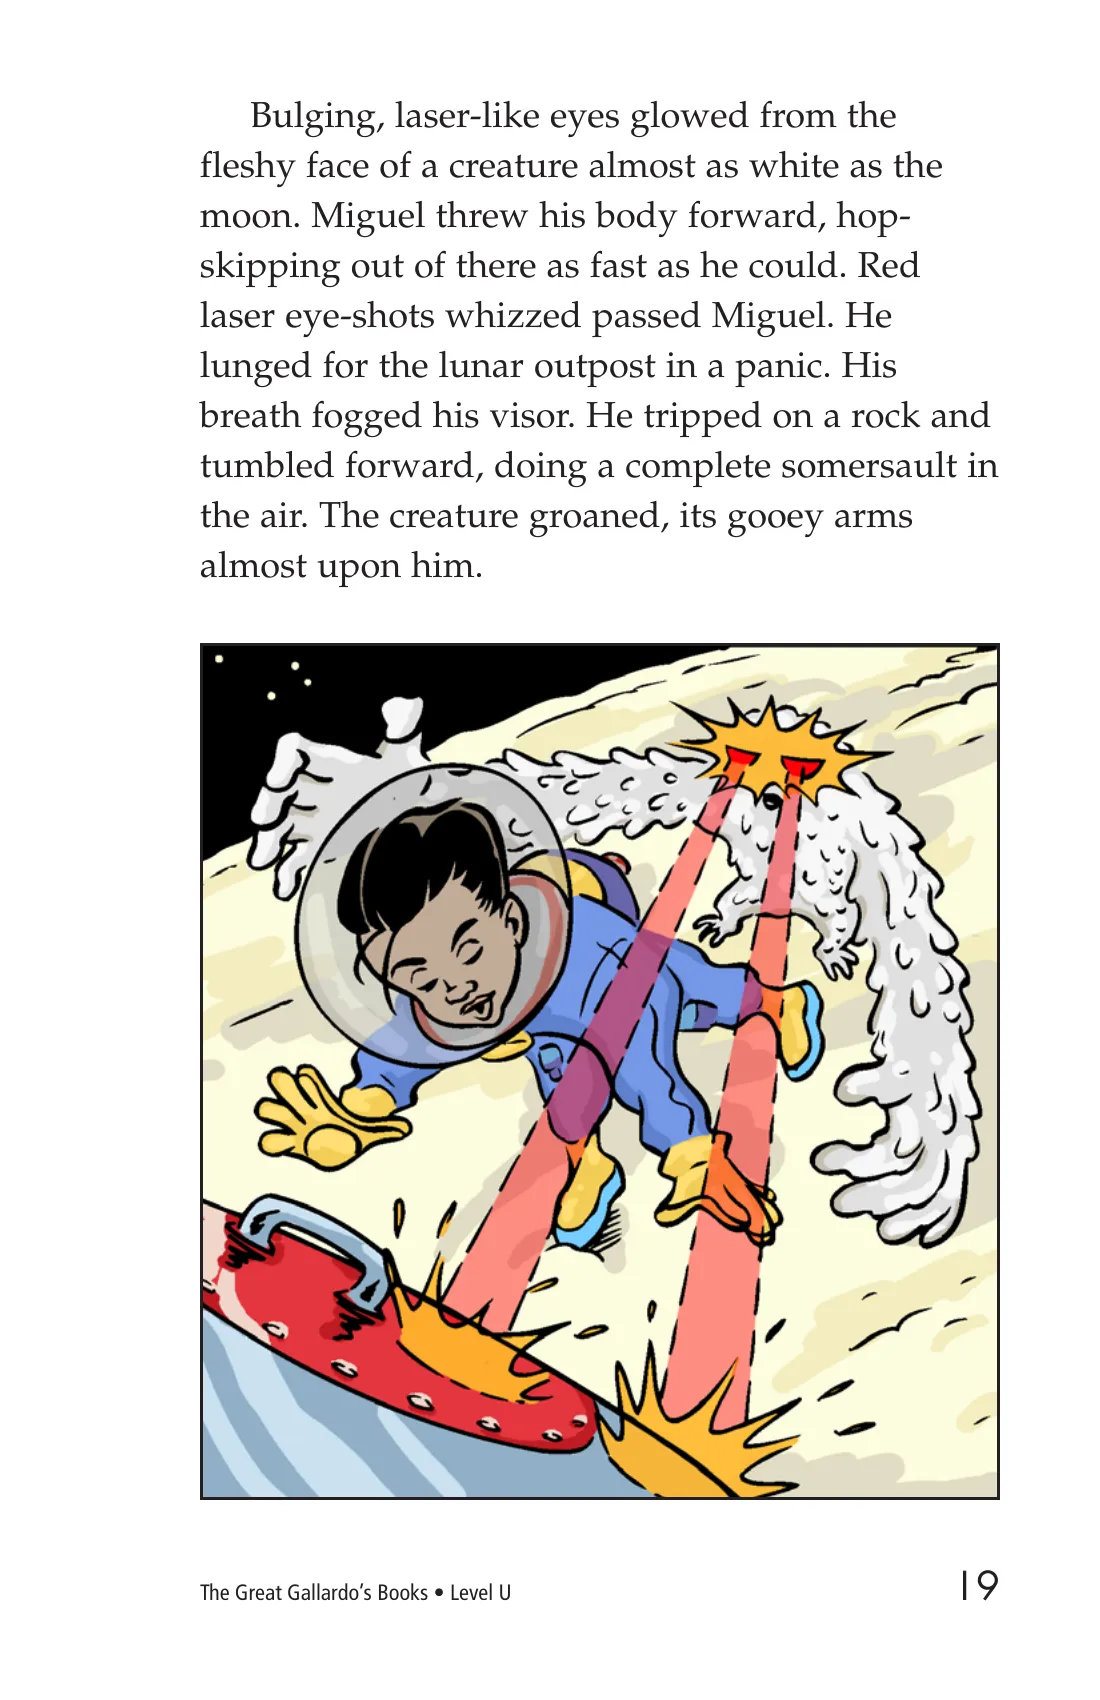 Bulging, laser-like eyes glowed from the
fleshy face of a creature almost as white as the
moon. Miguel threw his body forward, hop-
skipping out of there as fast as he could. Red
laser eye-shots whizzed passed Miguel. He
lunged for the lunar outpost in a panic. His
breath fogged his visor. He tripped on a rock and
tumbled forward, doing a complete somersault in
the air. The creature groaned, its gooey arms
almost upon him.
The Great Gallardo’s Books • Level U
19